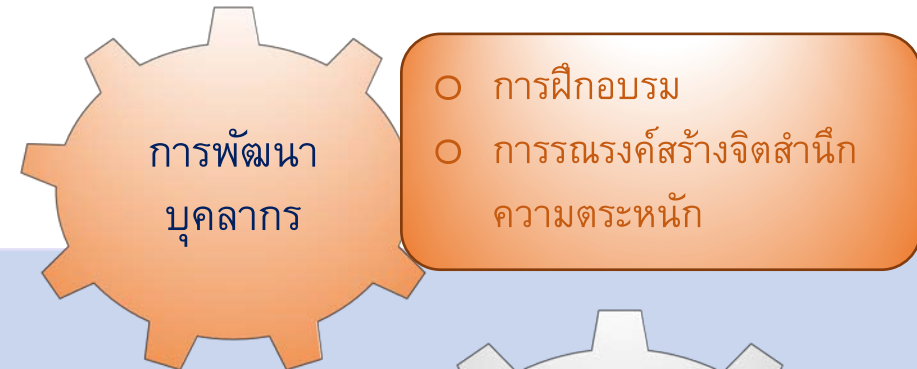 การพัฒนา
บุคลากร
○ การฝึกอบรม
○ การรณรงค์สร้างจิตสำนึก
ความตระหนัก